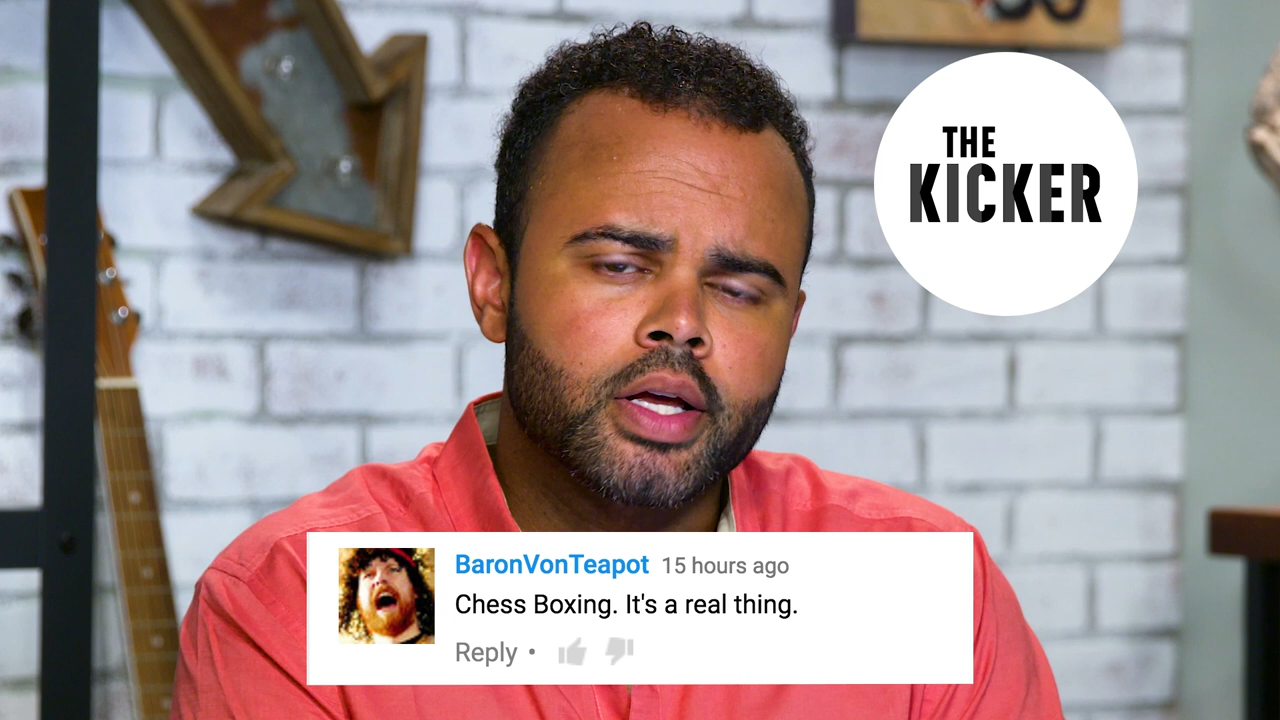 THE
KICKER
BaronVonTeapot 15 hours ago
Chess Boxing. It's a real thing.
Reply •